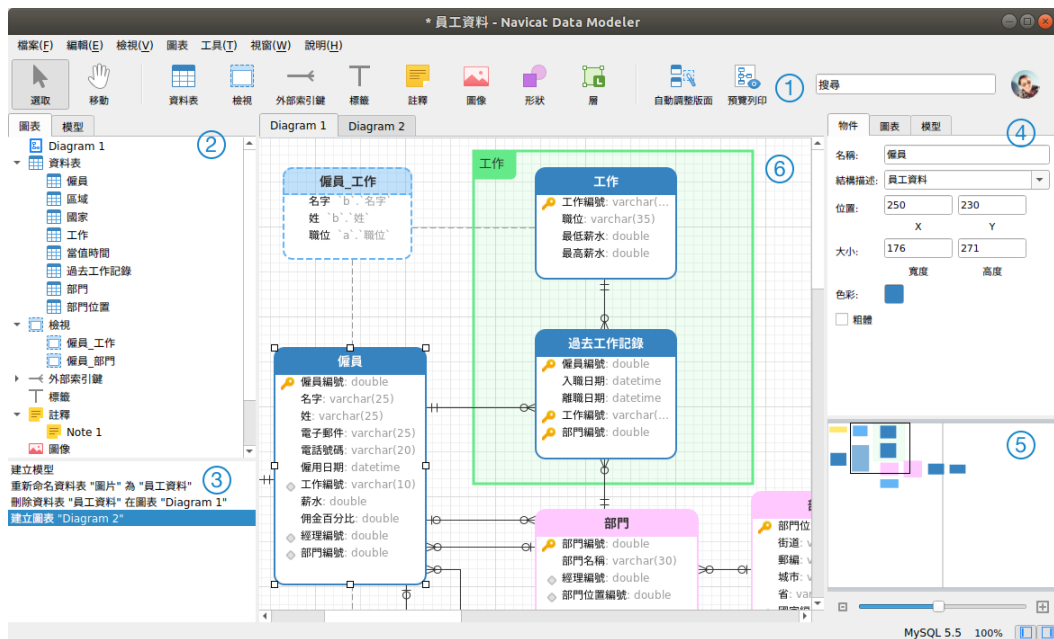 * 員工資料 - Navicat Data Modeler
檔案(F) 編輯(E) 檢視(V) 圖表 工具(T) 視窗(W) 說明(H)
選取 移動 資料表 檢視 外部索引鍵 標籤 註釋 圖像 形狀 層 自動調整版面 預覽列印
1
搜尋
圖表 模型
2
Diagram 1
資料表
僱員
區域
國家
工作
當值時間
過去工作記錄
部門
部門位置
檢視
僱員_工作
僱員_部門
外部索引鍵
標籤
註釋
Note 1
圖像
建立模型
重新命名資料表 "圖片" 為 "員工資料"
刪除資料表 "員工資料" 在圖表 "Diagram 1"
建立圖表 "Diagram 2"
3
Diagram 1 Diagram 2
6
僱員_工作
名字 `b`.`名字`
姓 `b`.`姓`
職位 `a`.`職位`
工作
工作
工作編號: varchar(...
職位: varchar(35)
最低薪水: double
最高薪水: double
過去工作記錄
僱員編號: double
入職日期: datetime
離職日期: datetime
工作編號: varchar(...
部門編號: double
僱員
僱員編號: double
名字: varchar(25)
姓: varchar(25)
電子郵件: varchar(25)
電話號碼: varchar(20)
僱用日期: datetime
工作編號: varchar(10)
薪水: double
佣金百分比: double
經理編號: double
部門編號: double
部門
部門編號: double
部門名稱: varchar(30)
經理編號: double
部門位置編號: double
部門位
街道: v
郵編: v
城市: v
省: var
物件 圖表 模型
4
名稱: 僱員
結構描述: 員工資料
位置: 250 230
X Y
大小: 176 271
寬度 高度
色彩:
粗體
5
MySQL 5.5 100%